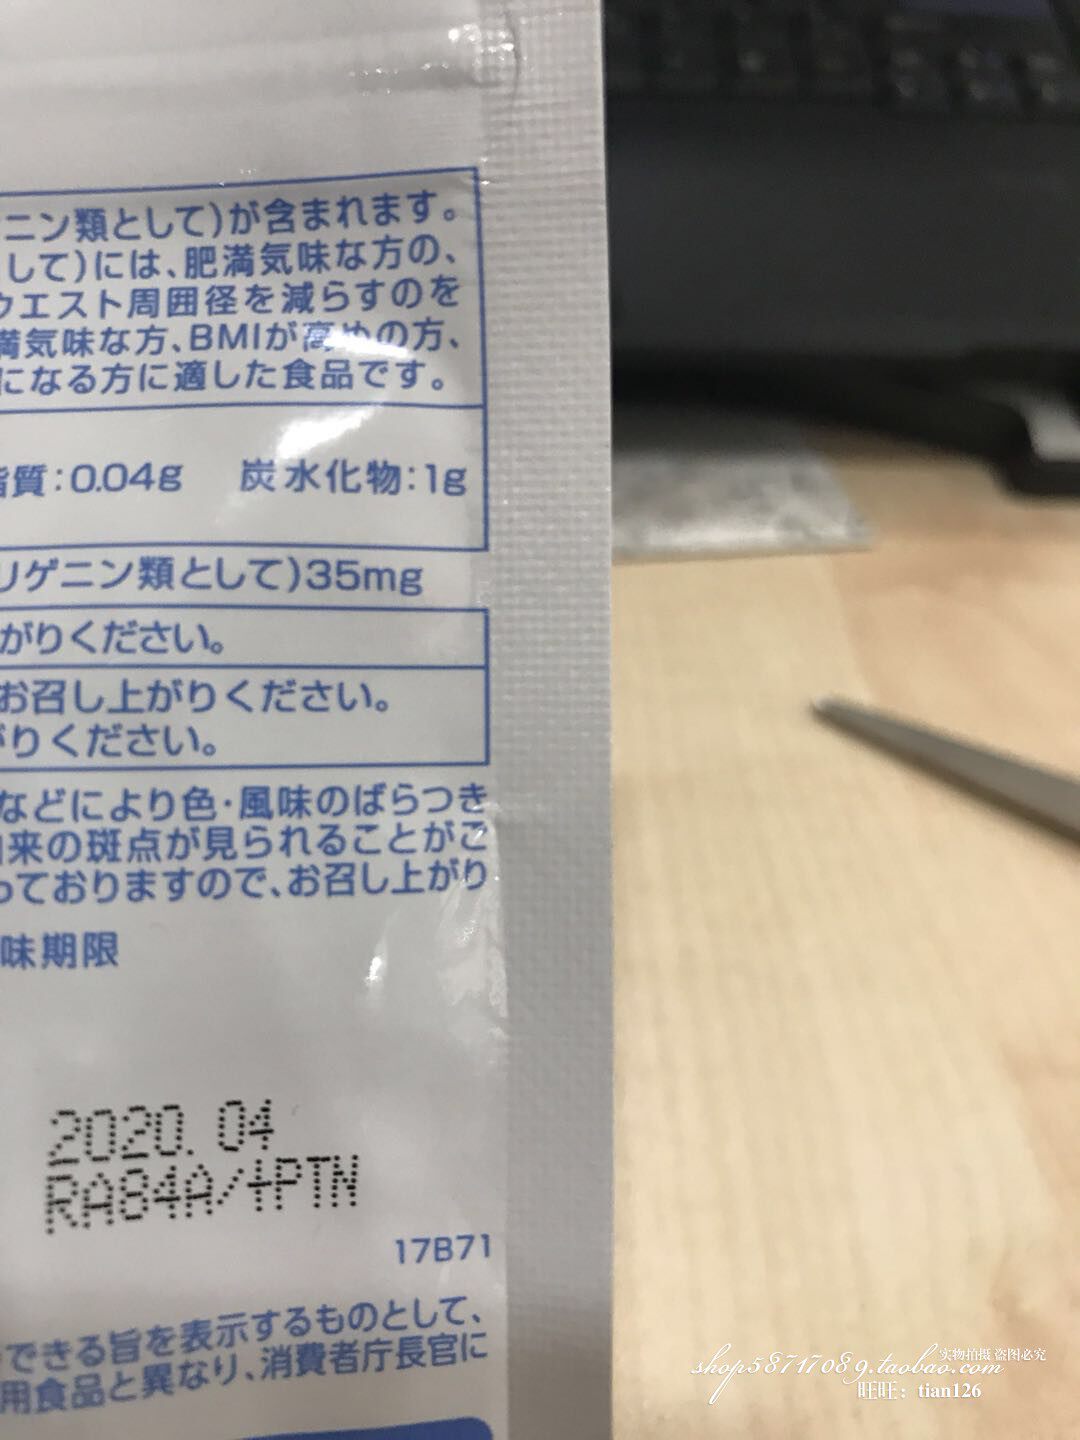 ニン類として)が含まれます。
して)には、肥満気味な方の、
ウエスト周囲径を減らすのを
満気味な方、BMIが高めの方、
になる方に適した食品です。
脂質:0.04g 炭水化物:1g
リゲニン類として)35mg
がりください。
お召し上がりください。
がりください。
などにより色・風味のばらつき
由来の斑点が見られることがご
っておりますので、お召し上がり
味期限
2020.04
RA84A/+PTN
17B71
できる旨を表示するものとして、
用食品と異なり、消費者庁長官に
实物拍摄 盗图必究
shop58717089.taobao.com
旺旺：tian126